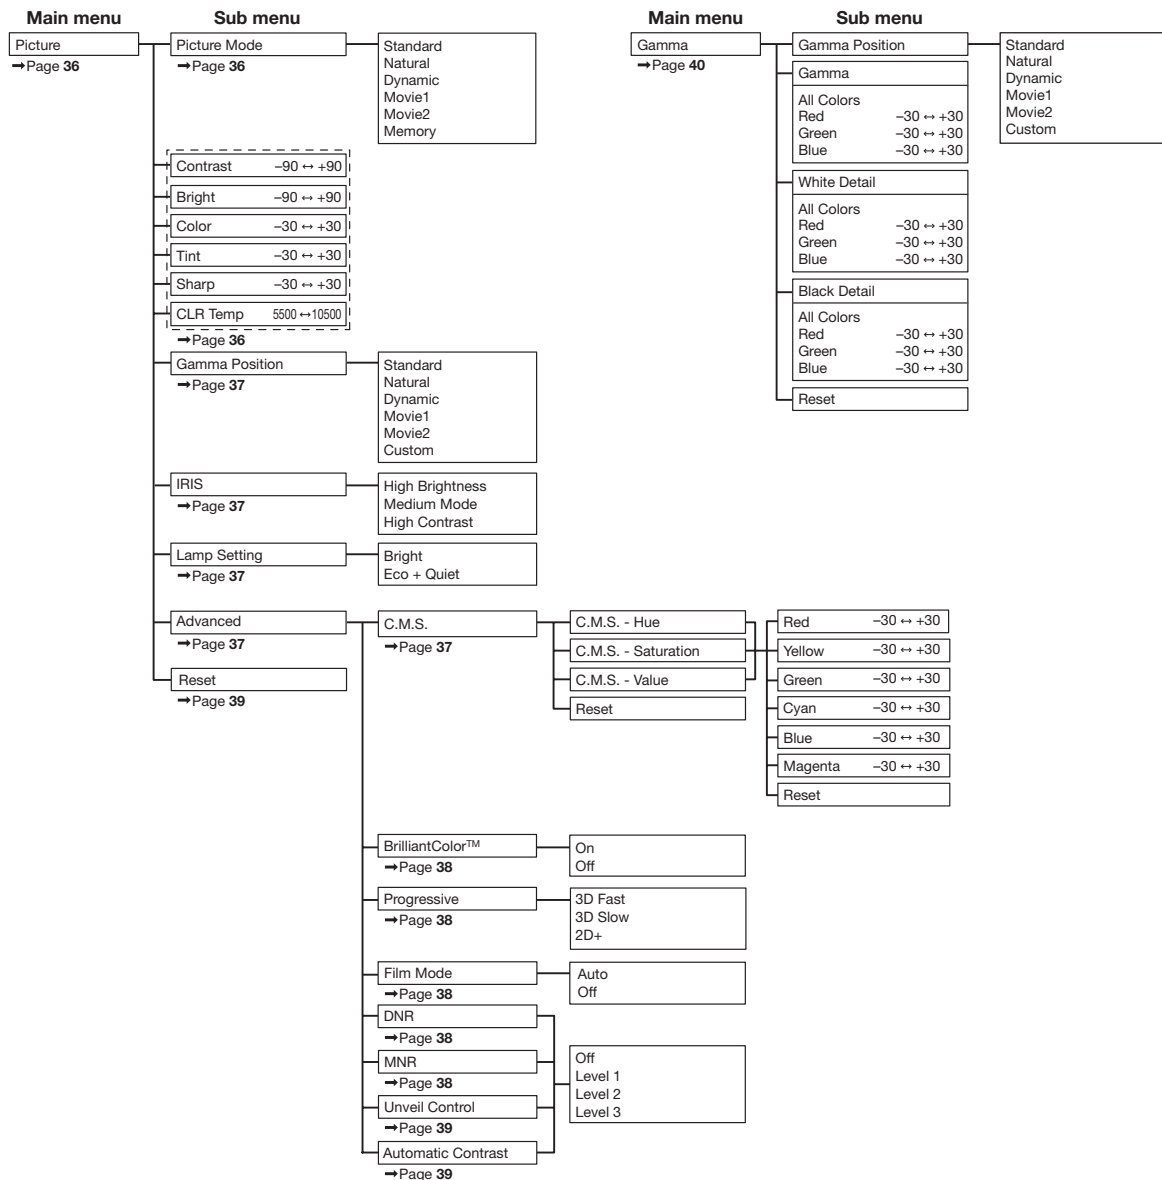 Main menu
Sub menu
Picture
➞Page 36
Picture Mode
➞Page 36
Standard
Natural
Dynamic
Movie1
Movie2
Memory
Contrast –90 ↔ +90
Bright –90 ↔ +90
Color –30 ↔ +30
Tint –30 ↔ +30
Sharp –30 ↔ +30
CLR Temp 5500 ↔ 10500
➞Page 36
Gamma Position
➞Page 37
Standard
Natural
Dynamic
Movie1
Movie2
Custom
IRIS
➞Page 37
High Brightness
Medium Mode
High Contrast
Lamp Setting
➞Page 37
Bright
Eco + Quiet
Advanced
➞Page 37
C.M.S.
➞Page 37
C.M.S. - Hue
C.M.S. - Saturation
C.M.S. - Value
Reset
Red –30 ↔ +30
Yellow –30 ↔ +30
Green –30 ↔ +30
Cyan –30 ↔ +30
Blue –30 ↔ +30
Magenta –30 ↔ +30
Reset
BrilliantColor™
➞Page 38
On
Off
Progressive
➞Page 38
3D Fast
3D Slow
2D+
Film Mode
➞Page 38
Auto
Off
DNR
➞Page 38
MNR
➞Page 38
Unveil Control
➞Page 39
Automatic Contrast
➞Page 39
Off
Level 1
Level 2
Level 3
Reset
➞Page 39
Main menu
Sub menu
Gamma
➞Page 40
Gamma Position
Standard
Natural
Dynamic
Movie1
Movie2
Custom
Gamma
All Colors
Red –30 ↔ +30
Green –30 ↔ +30
Blue –30 ↔ +30
White Detail
All Colors
Red –30 ↔ +30
Green –30 ↔ +30
Blue –30 ↔ +30
Black Detail
All Colors
Red –30 ↔ +30
Green –30 ↔ +30
Blue –30 ↔ +30
Reset